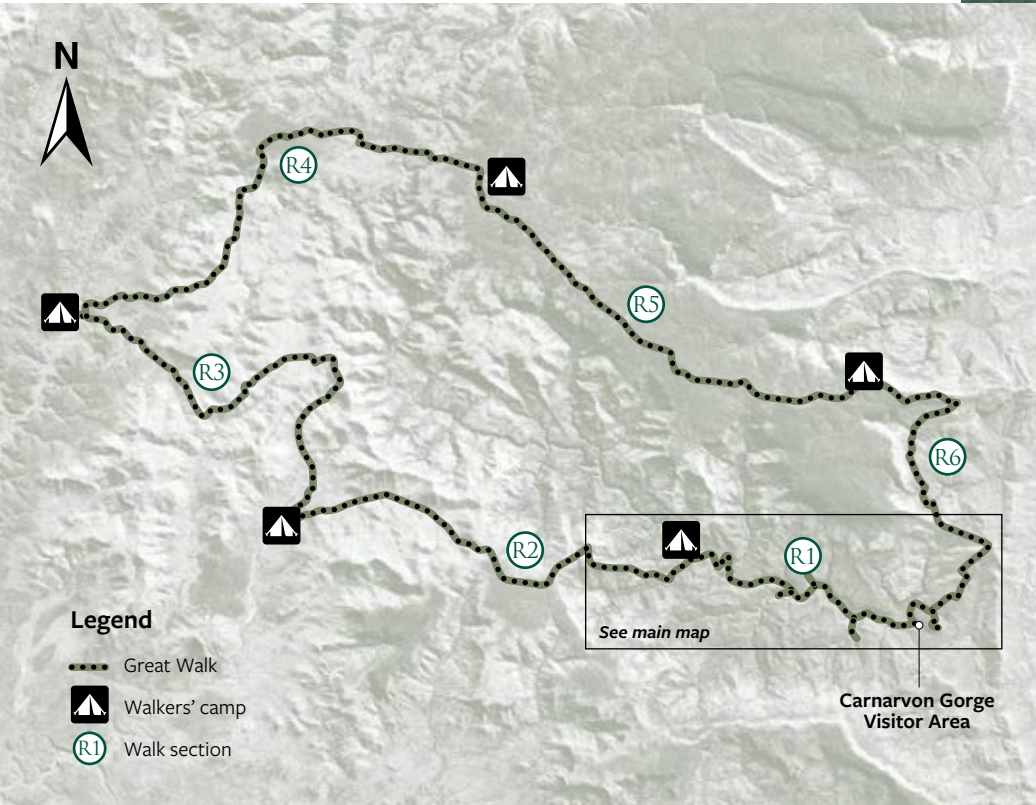 N
R4
R5
R3
R6
R2
R1
See main map
Legend
Great Walk
Walkers’ camp
R1
Walk section
Carnarvon Gorge
Visitor Area